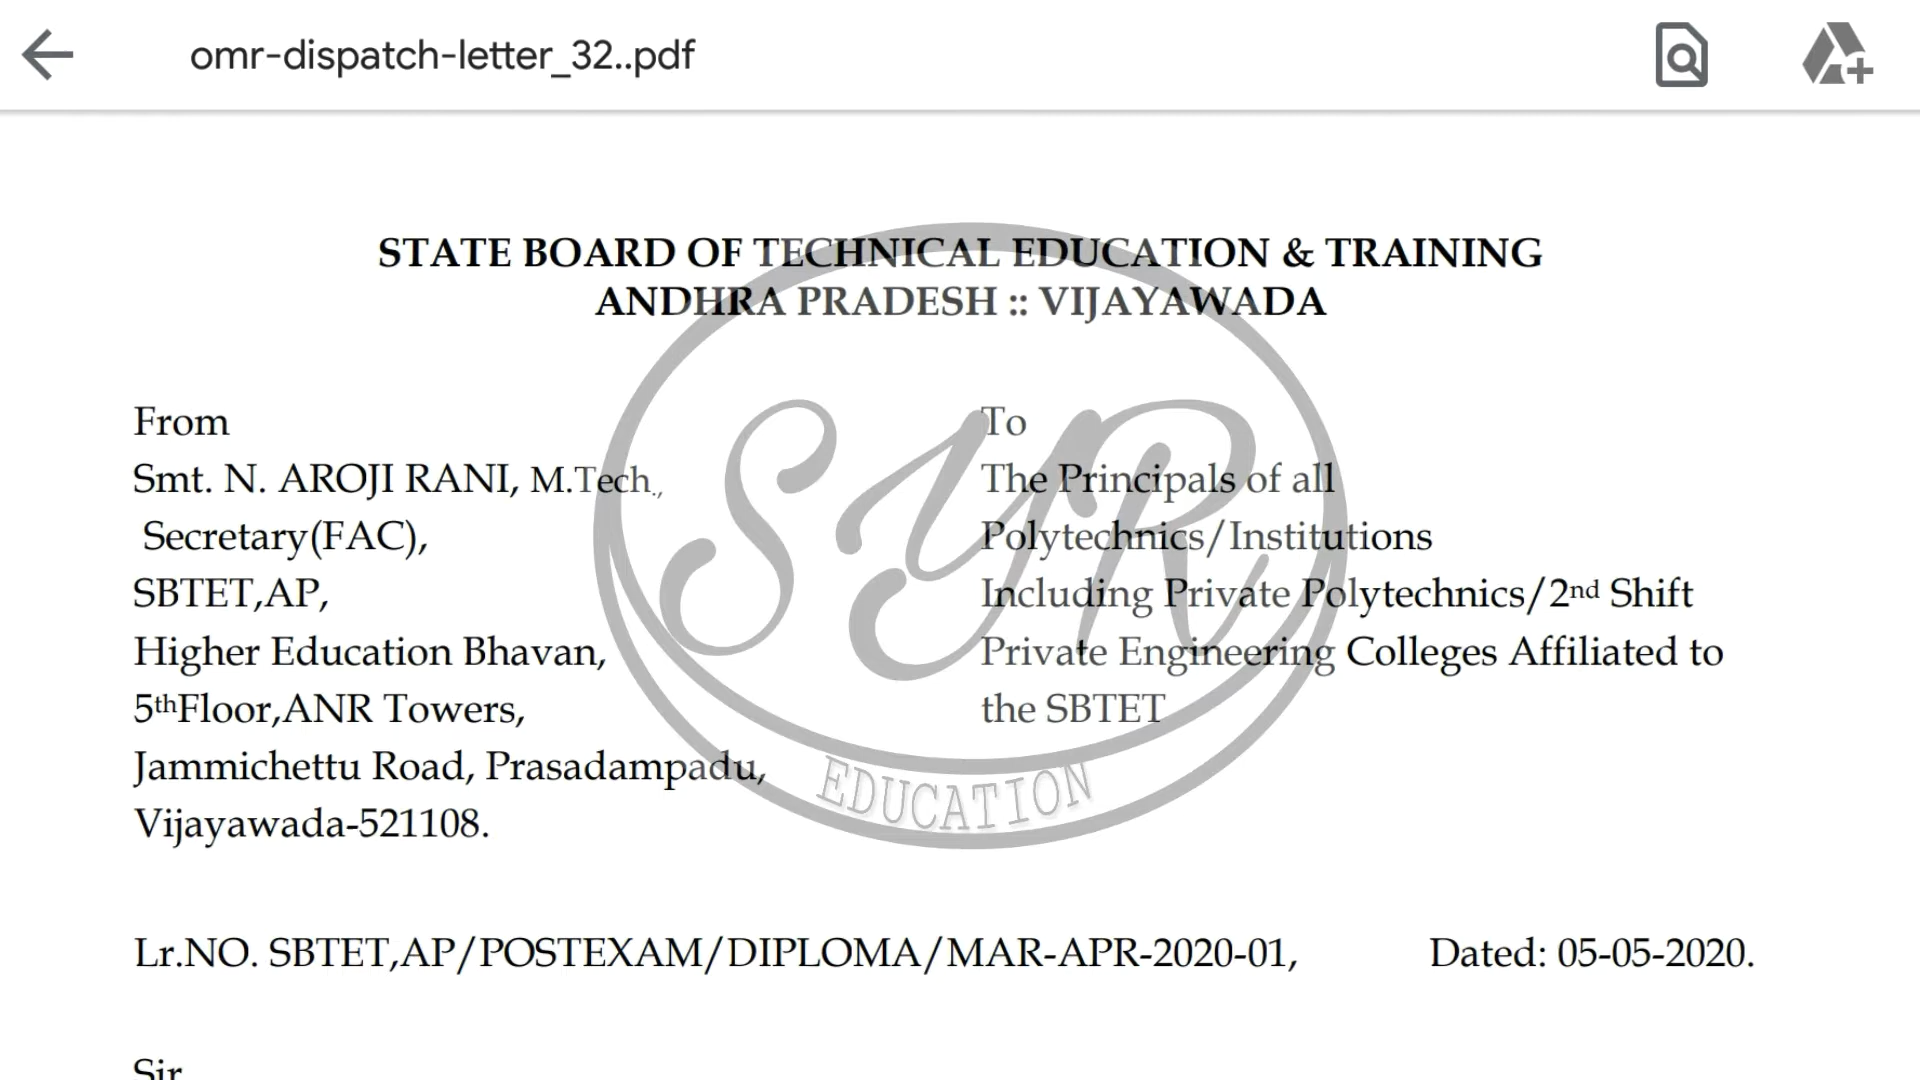 omr-dispatch-letter_32..pdf
STATE BOARD OF TECHNICAL EDUCATION & TRAINING
ANDHRA PRADESH :: VIJAYAWADA
From
Smt. N. AROJI RANI, M.Tech.,
Secretary(FAC),
SBTET,AP,
Higher Education Bhavan,
5thFloor,ANR Towers,
Jammichettu Road, Prasadampadu,
Vijayawada-521108.
To
The Principals of all
Polytechnics/Institutions
Including Private Polytechnics/2nd Shift
Private Engineering Colleges Affiliated to
the SBTET
SYR
EDUCATION
Lr.NO. SBTET,AP/POSTEXAM/DIPLOMA/MAR-APR-2020-01, Dated: 05-05-2020.
Sir